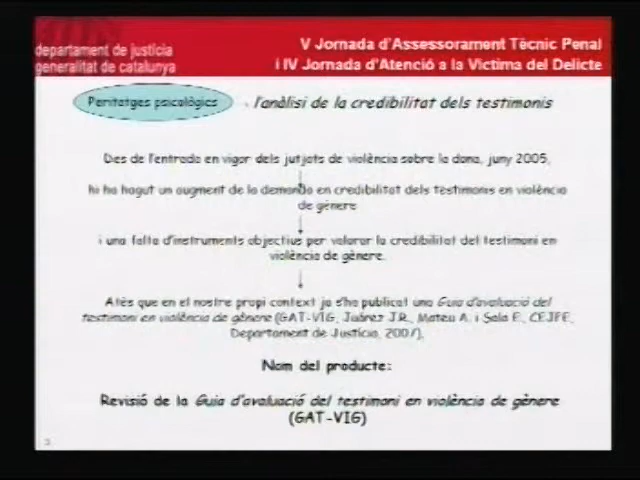 departament de justícia
generalitat de catalunya
V Jornada d'Assessorament Tècnic Penal
i IV Jornada d'Atenció a la Víctima del Delicte
Peritatges psicològics - l'anàlisi de la credibilitat dels testimonis
Des de l'entrada en vigor dels jutjats de violència sobre la dona, juny 2005,
hi ha hagut un augment de la demanda en credibilitat dels testimonis en violència
de gènere
i una falta d'instruments objectius per valorar la credibilitat del testimoni en
violència de gènere.
Atès que en el nostre propi context ja s'ha publicat una Guia d'avaluació del
testimoni en violència de gènere (GAT-VIG, Juárez J.R., Mateu A. i Sala E., CEJFE,
Departament de Justícia, 2007),
Nom del producte:
Revisió de la Guia d'avaluació del testimoni en violència de gènere
(GAT-VIG)